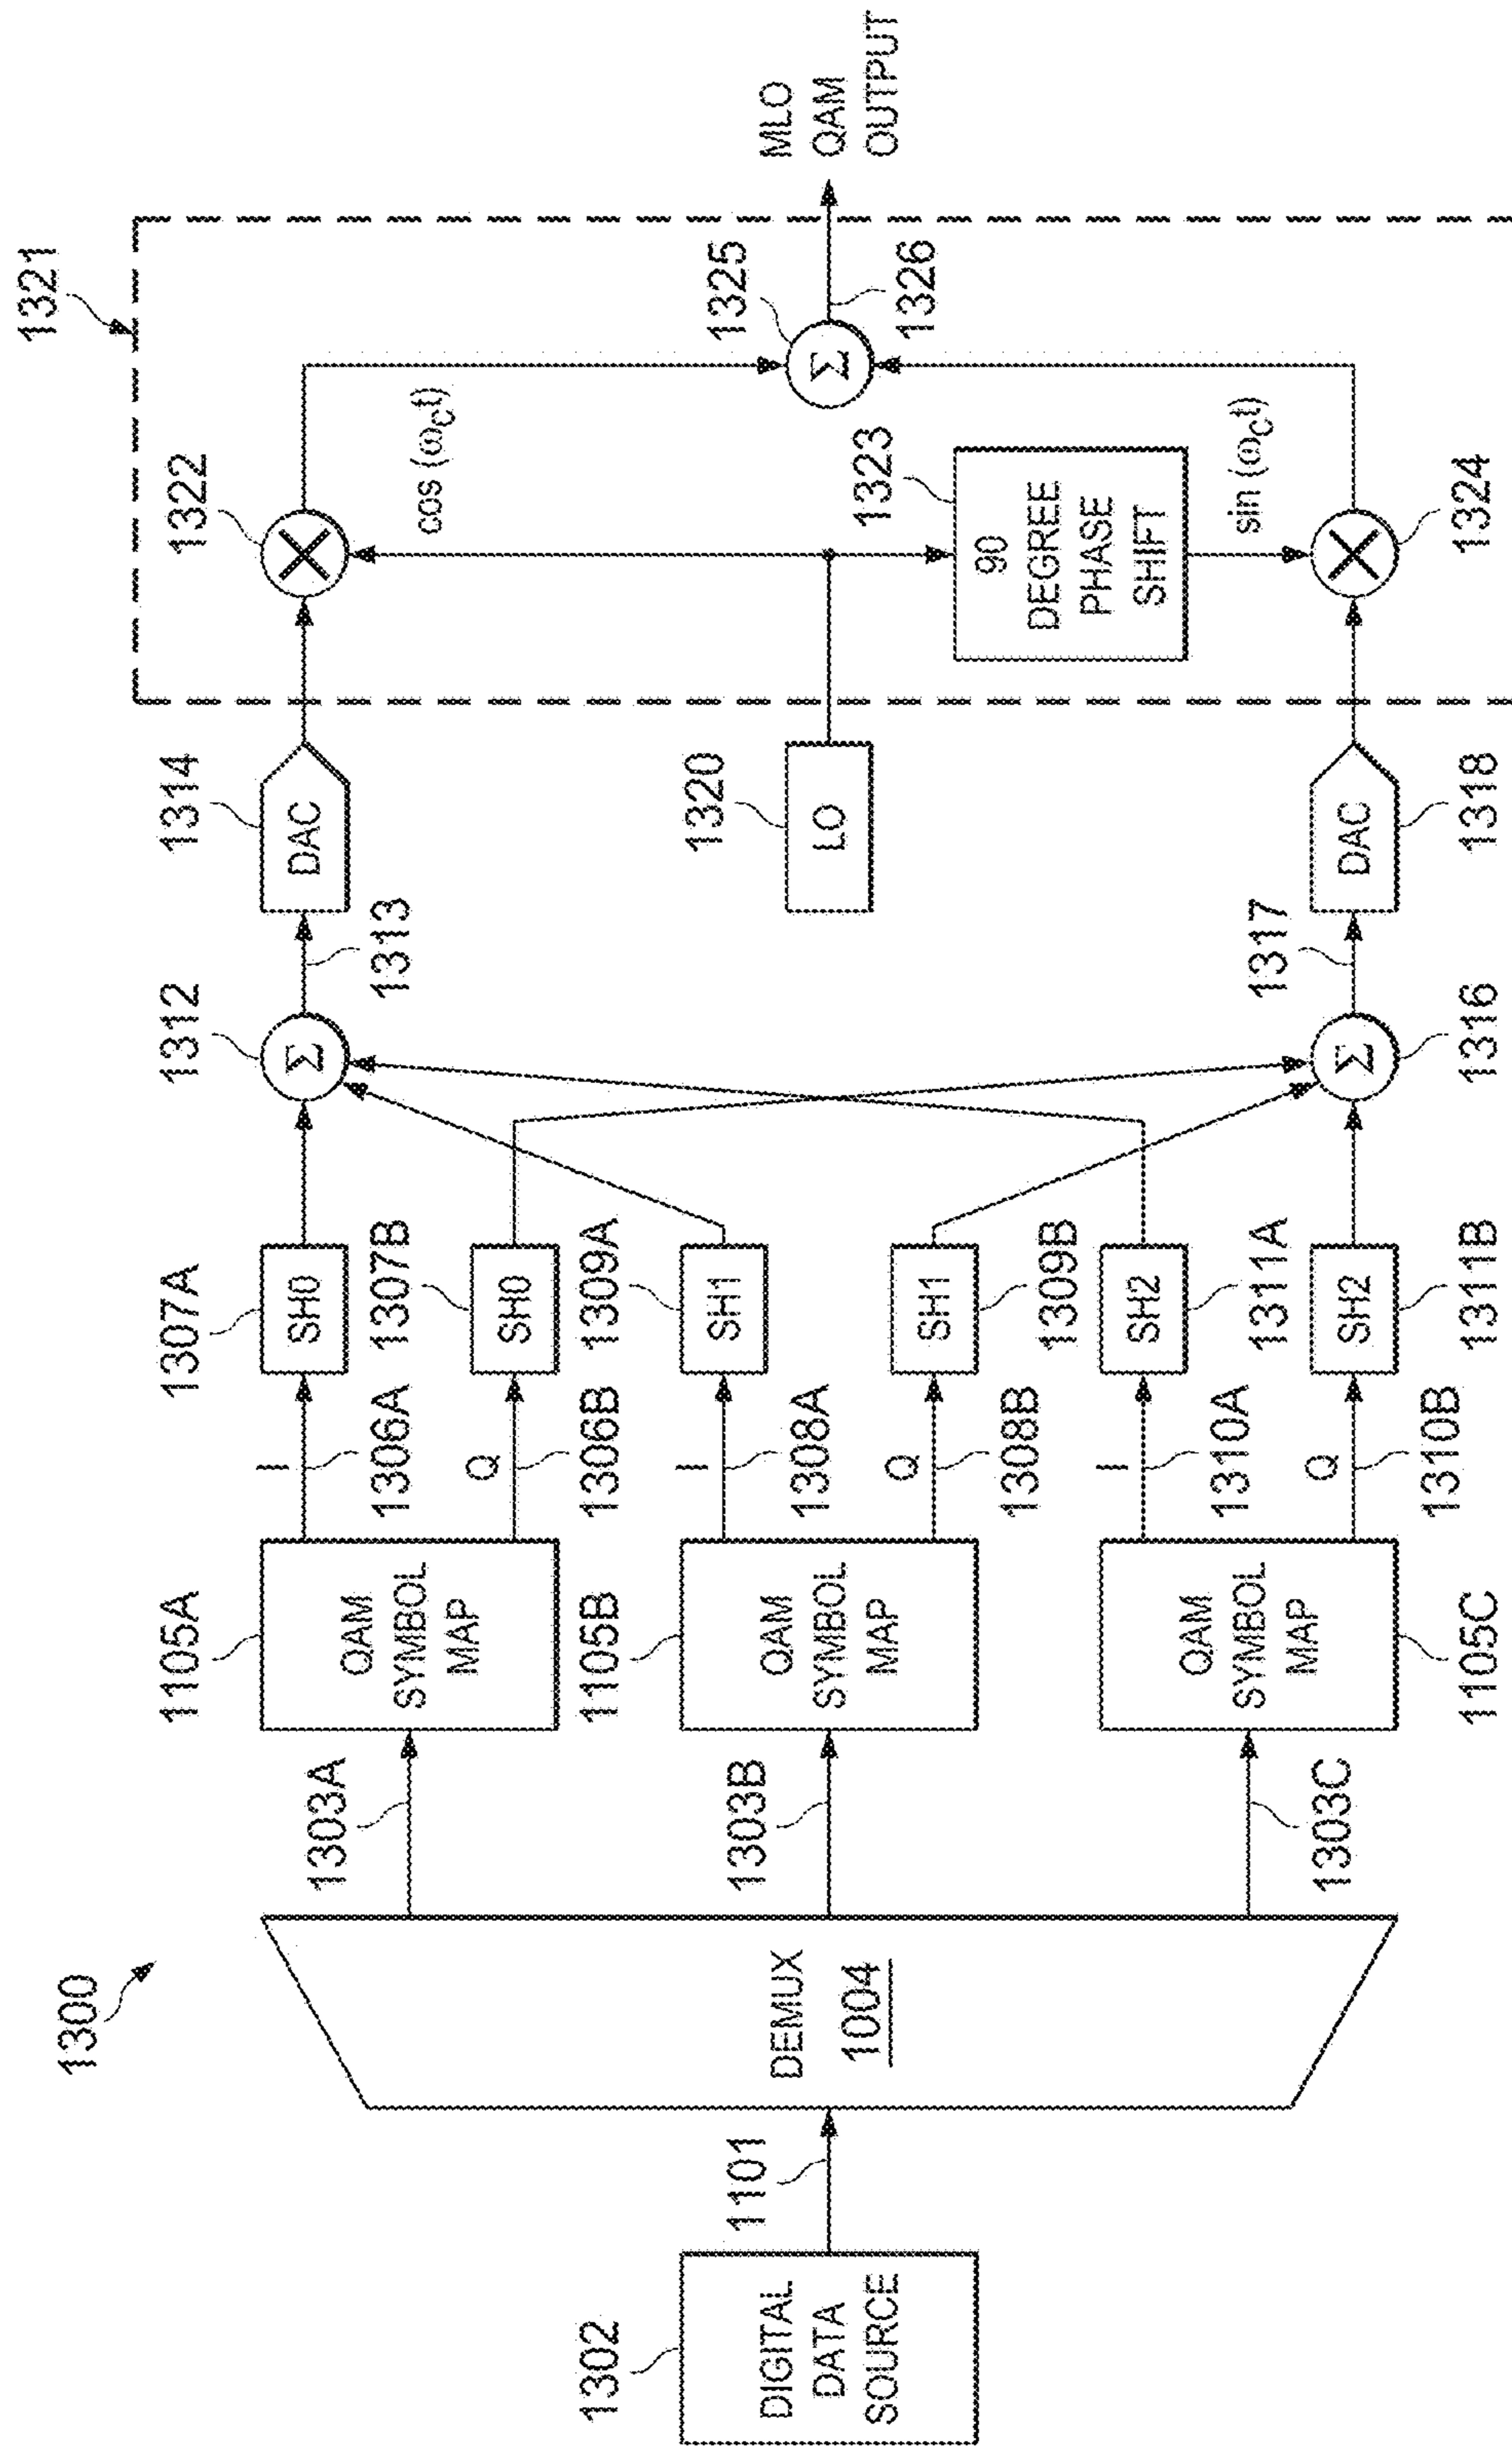 1300
1302
DIGITAL
DATA
SOURCE
1101
DEMUX
1004
1303A
1303B
1303C
1105A
QAM
SYMBOL
MAP
1105B
QAM
SYMBOL
MAP
1105C
QAM
SYMBOL
MAP
I
1306A
Q
1306B
I
1308A
Q
1308B
I
1310A
Q
1310B
1307A
SH0
1307B
SH0
1309A
SH1
1309B
SH1
1311A
SH2
1311B
SH2
1312
Σ
1313
1316
Σ
1317
1314
DAC
1318
DAC
1320
LO
1321
1322
cos (ωct)
1323
90
DEGREE
PHASE
SHIFT
sin (ωct)
1324
1325
Σ
1326
MLO
QAM
OUTPUT